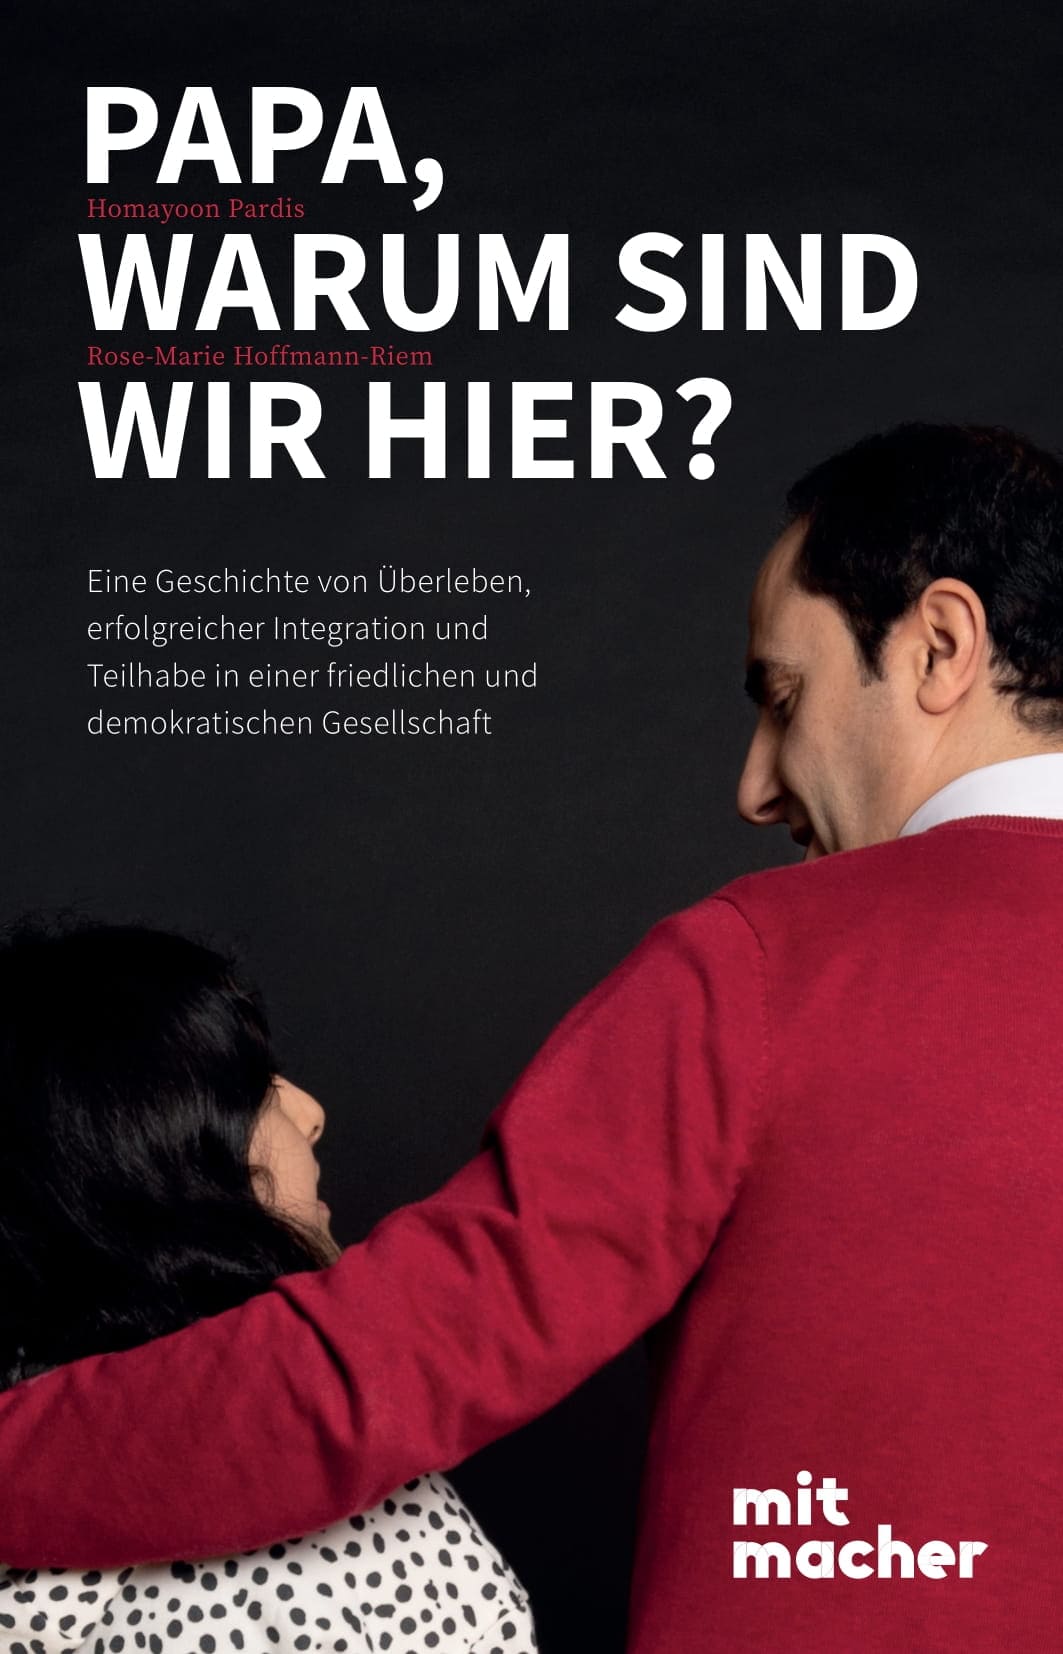 PAPA,
Homayoon Pardis
WARUM SIND
Rose-Marie Hoffmann-Riem
WIR HIER?
Eine Geschichte von Überleben,
erfolgreicher Integration und
Teilhabe in einer friedlichen und
demokratischen Gesellschaft
mit
macher